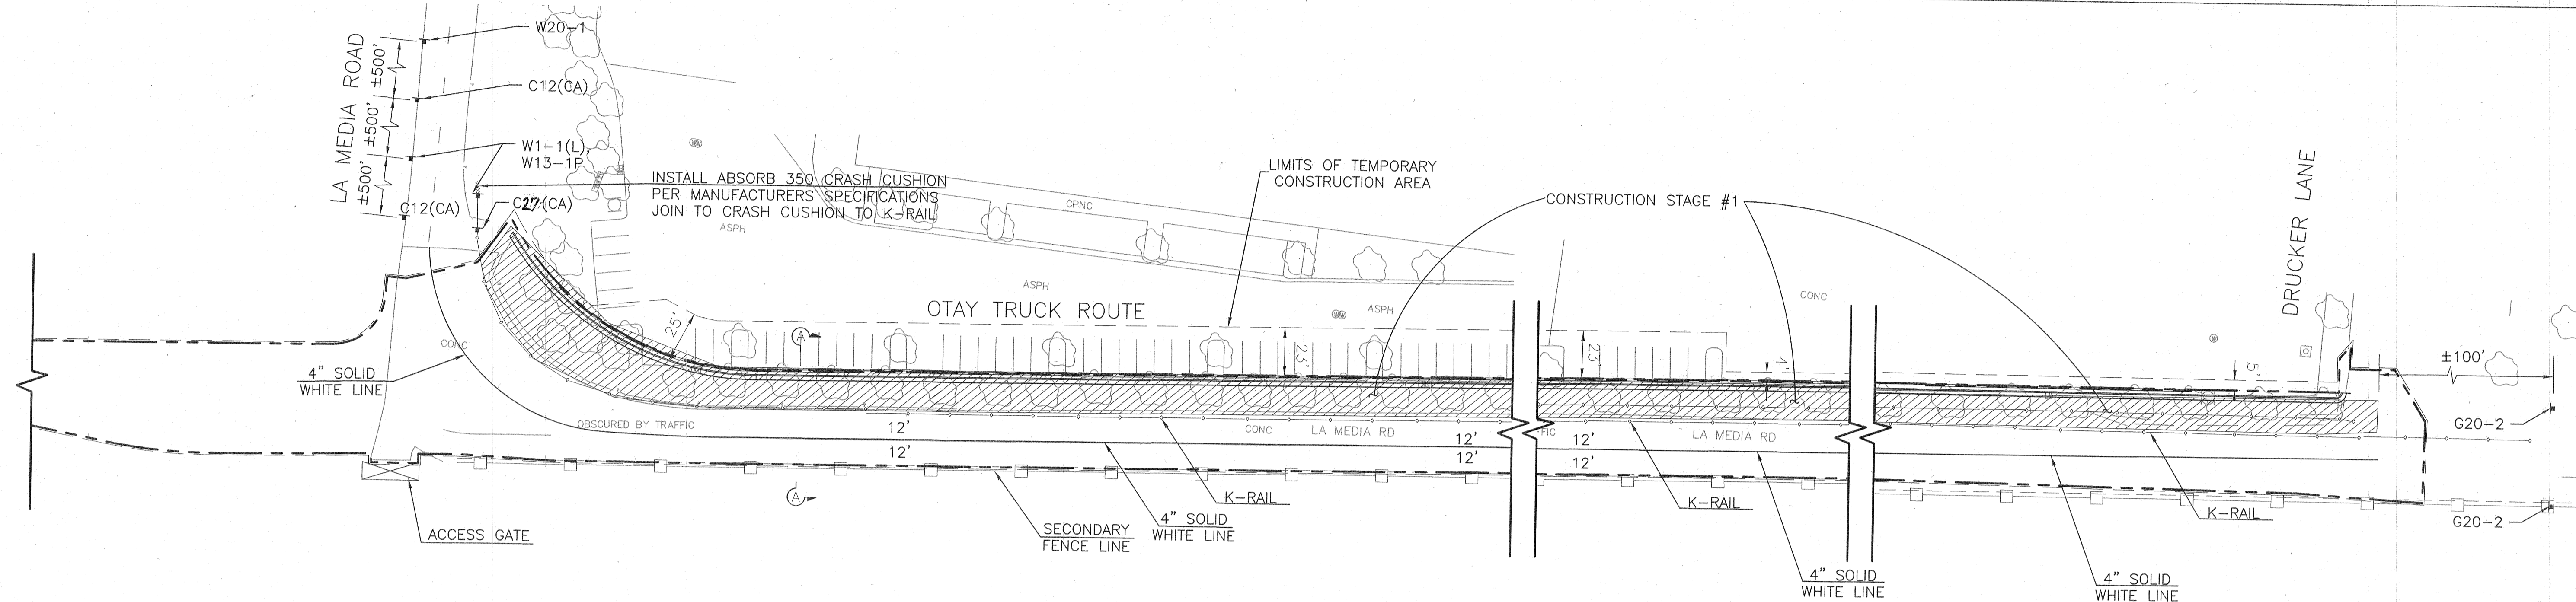 W20-1
LA MEDIA ROAD
±500'
±500'
±500'
C12(CA)
W1-1(L),
W13-1P
C12(CA)
C27(CA)
INSTALL ABSORB 350 CRASH CUSHION
PER MANUFACTURERS SPECIFICATIONS
JOIN TO CRASH CUSHION TO K-RAIL
ASPH
CPNC
LIMITS OF TEMPORARY
CONSTRUCTION AREA
CONSTRUCTION STAGE #1
DRUCKER LANE
ASPH
OTAY TRUCK ROUTE
ASPH
CONC
25'
A
23'
23'
4'
5'
±100'
CONC
4" SOLID
WHITE LINE
OBSCURED BY TRAFFIC
12'
12'
CONC
LA MEDIA RD
12'
12'
FIC
12'
12'
LA MEDIA RD
G20-2
A
K-RAIL
K-RAIL
K-RAIL
G20-2
ACCESS GATE
SECONDARY
FENCE LINE
4" SOLID
WHITE LINE
4" SOLID
WHITE LINE
4" SOLID
WHITE LINE